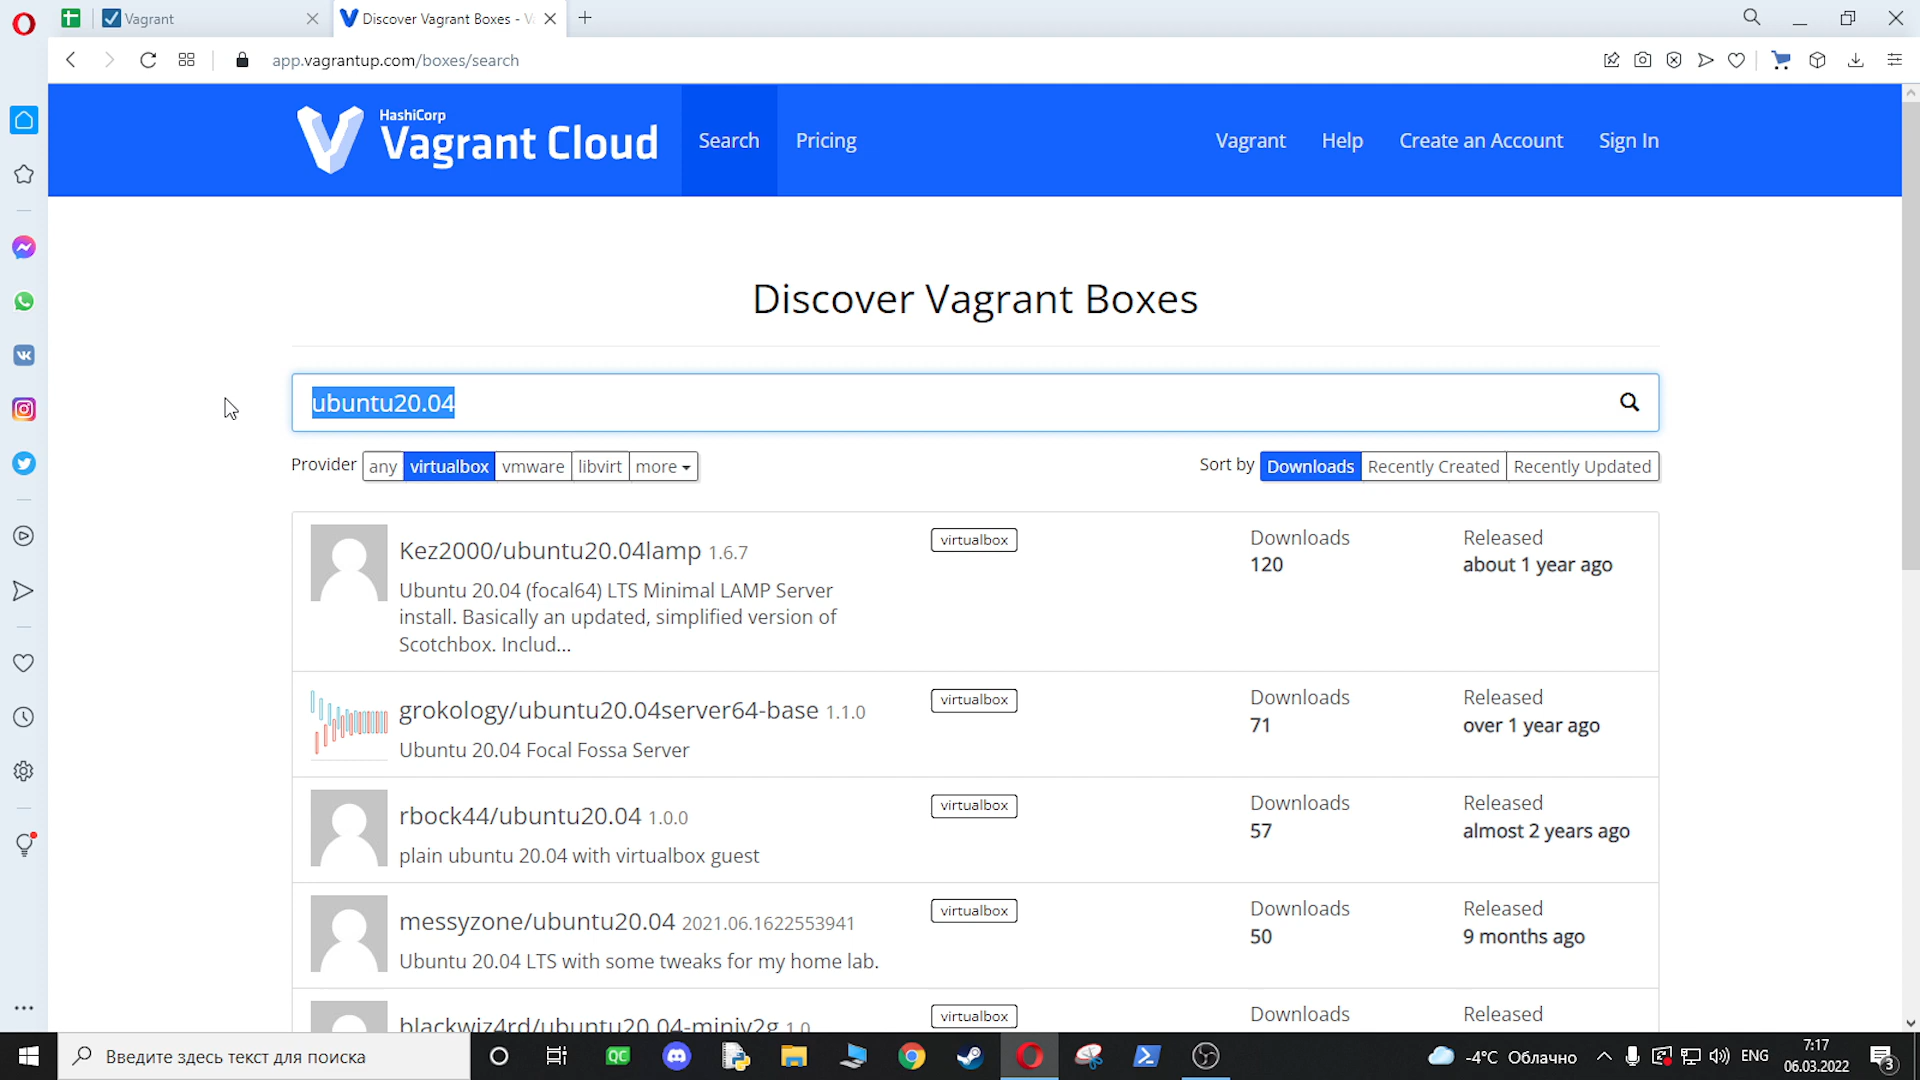 Vagrant
Discover Vagrant Boxes - V
app.vagrantup.com/boxes/search
HashiCorp
Vagrant Cloud
Search
Pricing
Vagrant
Help
Create an Account
Sign In
Discover Vagrant Boxes
ubuntu20.04
Provider any virtualbox vmware libvirt more
Sort by Downloads Recently Created Recently Updated
Kez2000/ubuntu20.04lamp 1.6.7
Ubuntu 20.04 (focal64) LTS Minimal LAMP Server
install. Basically an updated, simplified version of
Scotchbox. Includ...
virtualbox
Downloads
120
Released
about 1 year ago
grokology/ubuntu20.04server64-base 1.1.0
Ubuntu 20.04 Focal Fossa Server
virtualbox
Downloads
71
Released
over 1 year ago
rbock44/ubuntu20.04 1.0.0
plain ubuntu 20.04 with virtualbox guest
virtualbox
Downloads
57
Released
almost 2 years ago
messyzone/ubuntu20.04 2021.06.1622553941
Ubuntu 20.04 LTS with some tweaks for my home lab.
virtualbox
Downloads
50
Released
9 months ago
blackwiz4rd/ubuntu20.04-miniv2g 1.0
virtualbox
Downloads
Released
Введите здесь текст для поиска
QC
-4°C Облачно
ENG
7:17
06.03.2022
3